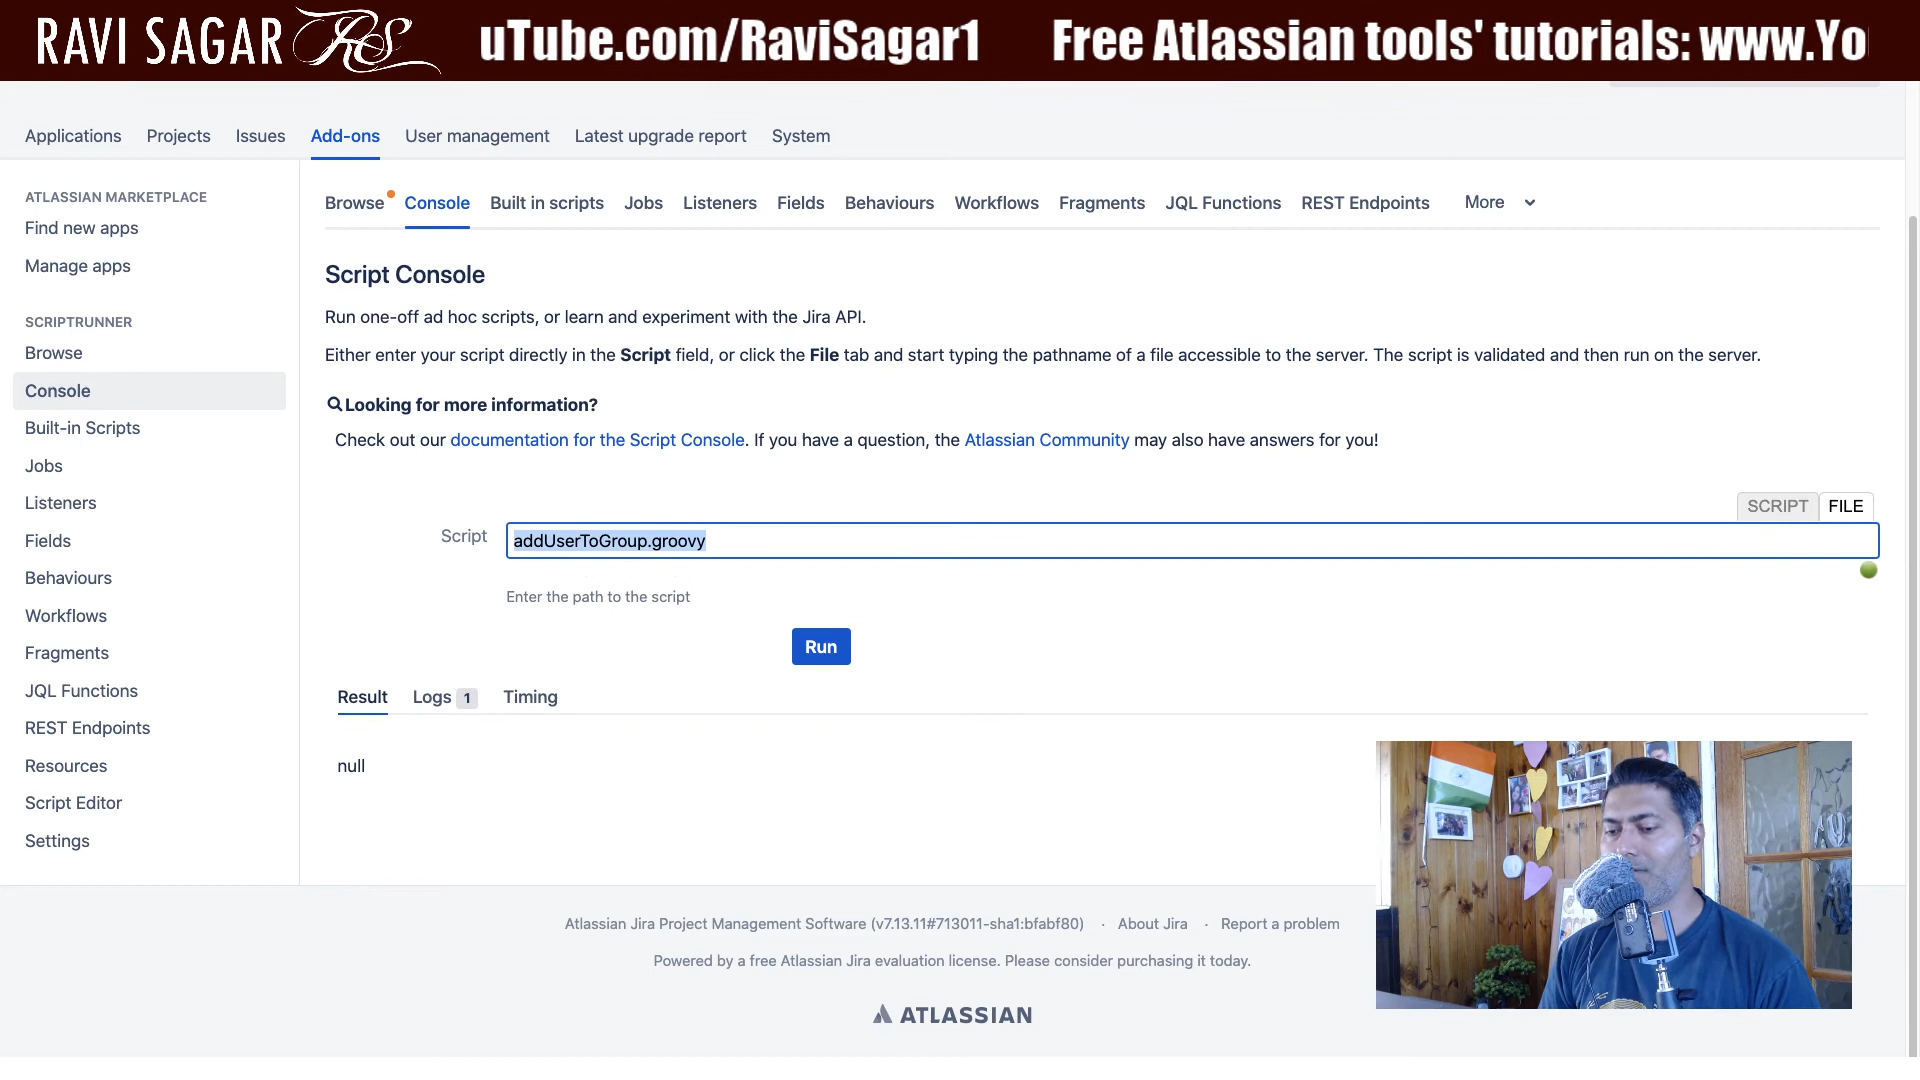 RAVI SAGAR RS uTube.com/RaviSagar1 Free Atlassian tools' tutorials: www.Yo
Applications Projects Issues Add-ons User management Latest upgrade report System
ATLASSIAN MARKETPLACE
Find new apps
Manage apps
SCRIPTRUNNER
Browse
Console
Built-in Scripts
Jobs
Listeners
Fields
Behaviours
Workflows
Fragments
JQL Functions
REST Endpoints
Resources
Script Editor
Settings
Browse Console Built in scripts Jobs Listeners Fields Behaviours Workflows Fragments JQL Functions REST Endpoints More
Script Console
Run one-off ad hoc scripts, or learn and experiment with the Jira API.
Either enter your script directly in the Script field, or click the File tab and start typing the pathname of a file accessible to the server. The script is validated and then run on the server.
Looking for more information?
Check out our documentation for the Script Console. If you have a question, the Atlassian Community may also have answers for you!
SCRIPT FILE
Script addUserToGroup.groovy
Enter the path to the script
Run
Result Logs 1 Timing
null
Atlassian Jira Project Management Software (v7.13.11#713011-sha1:bfabf80) · About Jira · Report a problem
Powered by a free Atlassian Jira evaluation license. Please consider purchasing it today.
ATLASSIAN